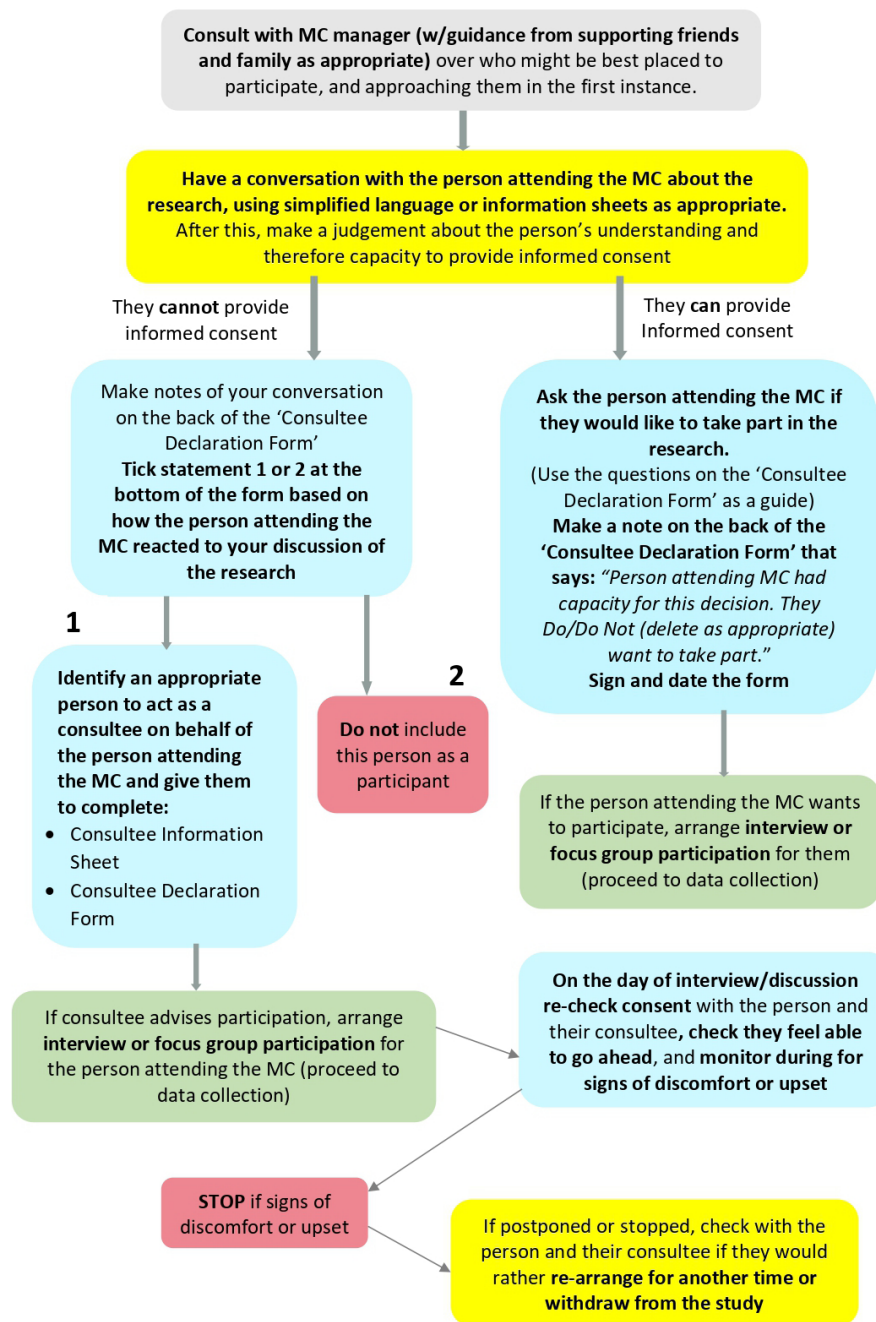 Consult with MC manager (w/guidance from supporting friends
and family as appropriate) over who might be best placed to
participate, and approaching them in the first instance.
Have a conversation with the person attending the MC about the
research, using simplified language or information sheets as appropriate.
After this, make a judgement about the person's understanding and
therefore capacity to provide informed consent
They cannot provide
informed consent
They can provide
Informed consent
Make notes of your conversation
on the back of the ‘Consultee
Declaration Form’
Tick statement 1 or 2 at the
bottom of the form based on
how the person attending the
MC reacted to your discussion of
the research
Ask the person attending the MC if
they would like to take part in the
research.
(Use the questions on the ‘Consultee
Declaration Form’ as a guide)
Make a note on the back of the
‘Consultee Declaration Form’ that
says: “Person attending MC had
capacity for this decision. They
Do/Do Not (delete as appropriate)
want to take part.”
Sign and date the form
1
Identify an appropriate
person to act as a
consultee on behalf of
the person attending
the MC and give them
to complete:
• Consultee Information
Sheet
• Consultee Declaration
Form
2
Do not include
this person as a
participant
If the person attending the MC wants
to participate, arrange interview or
focus group participation for them
(proceed to data collection)
If consultee advises participation, arrange
interview or focus group participation for
the person attending the MC (proceed to
data collection)
On the day of interview/discussion
re-check consent with the person and
their consultee, check they feel able
to go ahead, and monitor during for
signs of discomfort or upset
STOP if signs of
discomfort or upset
If postponed or stopped, check with the
person and their consultee if they would
rather re-arrange for another time or
withdraw from the study